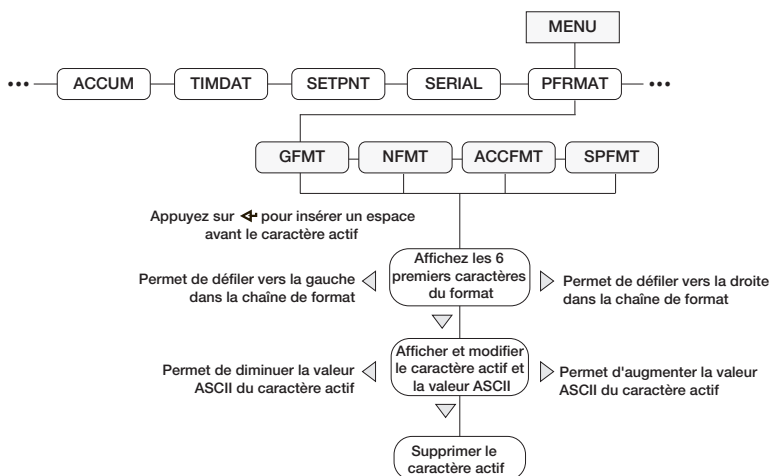 MENU
••• ACCUM TIMDAT SETPNT SERIAL PFRMAT •••
GFMT NFMT ACCFMT SPFMT
Appuyez sur pour insérer un espace
avant le caractère actif
Affichez les 6
premiers caractères
du format
Permet de défiler vers la gauche
dans la chaîne de format
Permet de défiler vers la droite
dans la chaîne de format
Afficher et modifier
le caractère actif et
la valeur ASCII
Permet de diminuer la valeur
ASCII du caractère actif
Permet d'augmenter la valeur
ASCII du caractère actif
Supprimer le
caractère actif